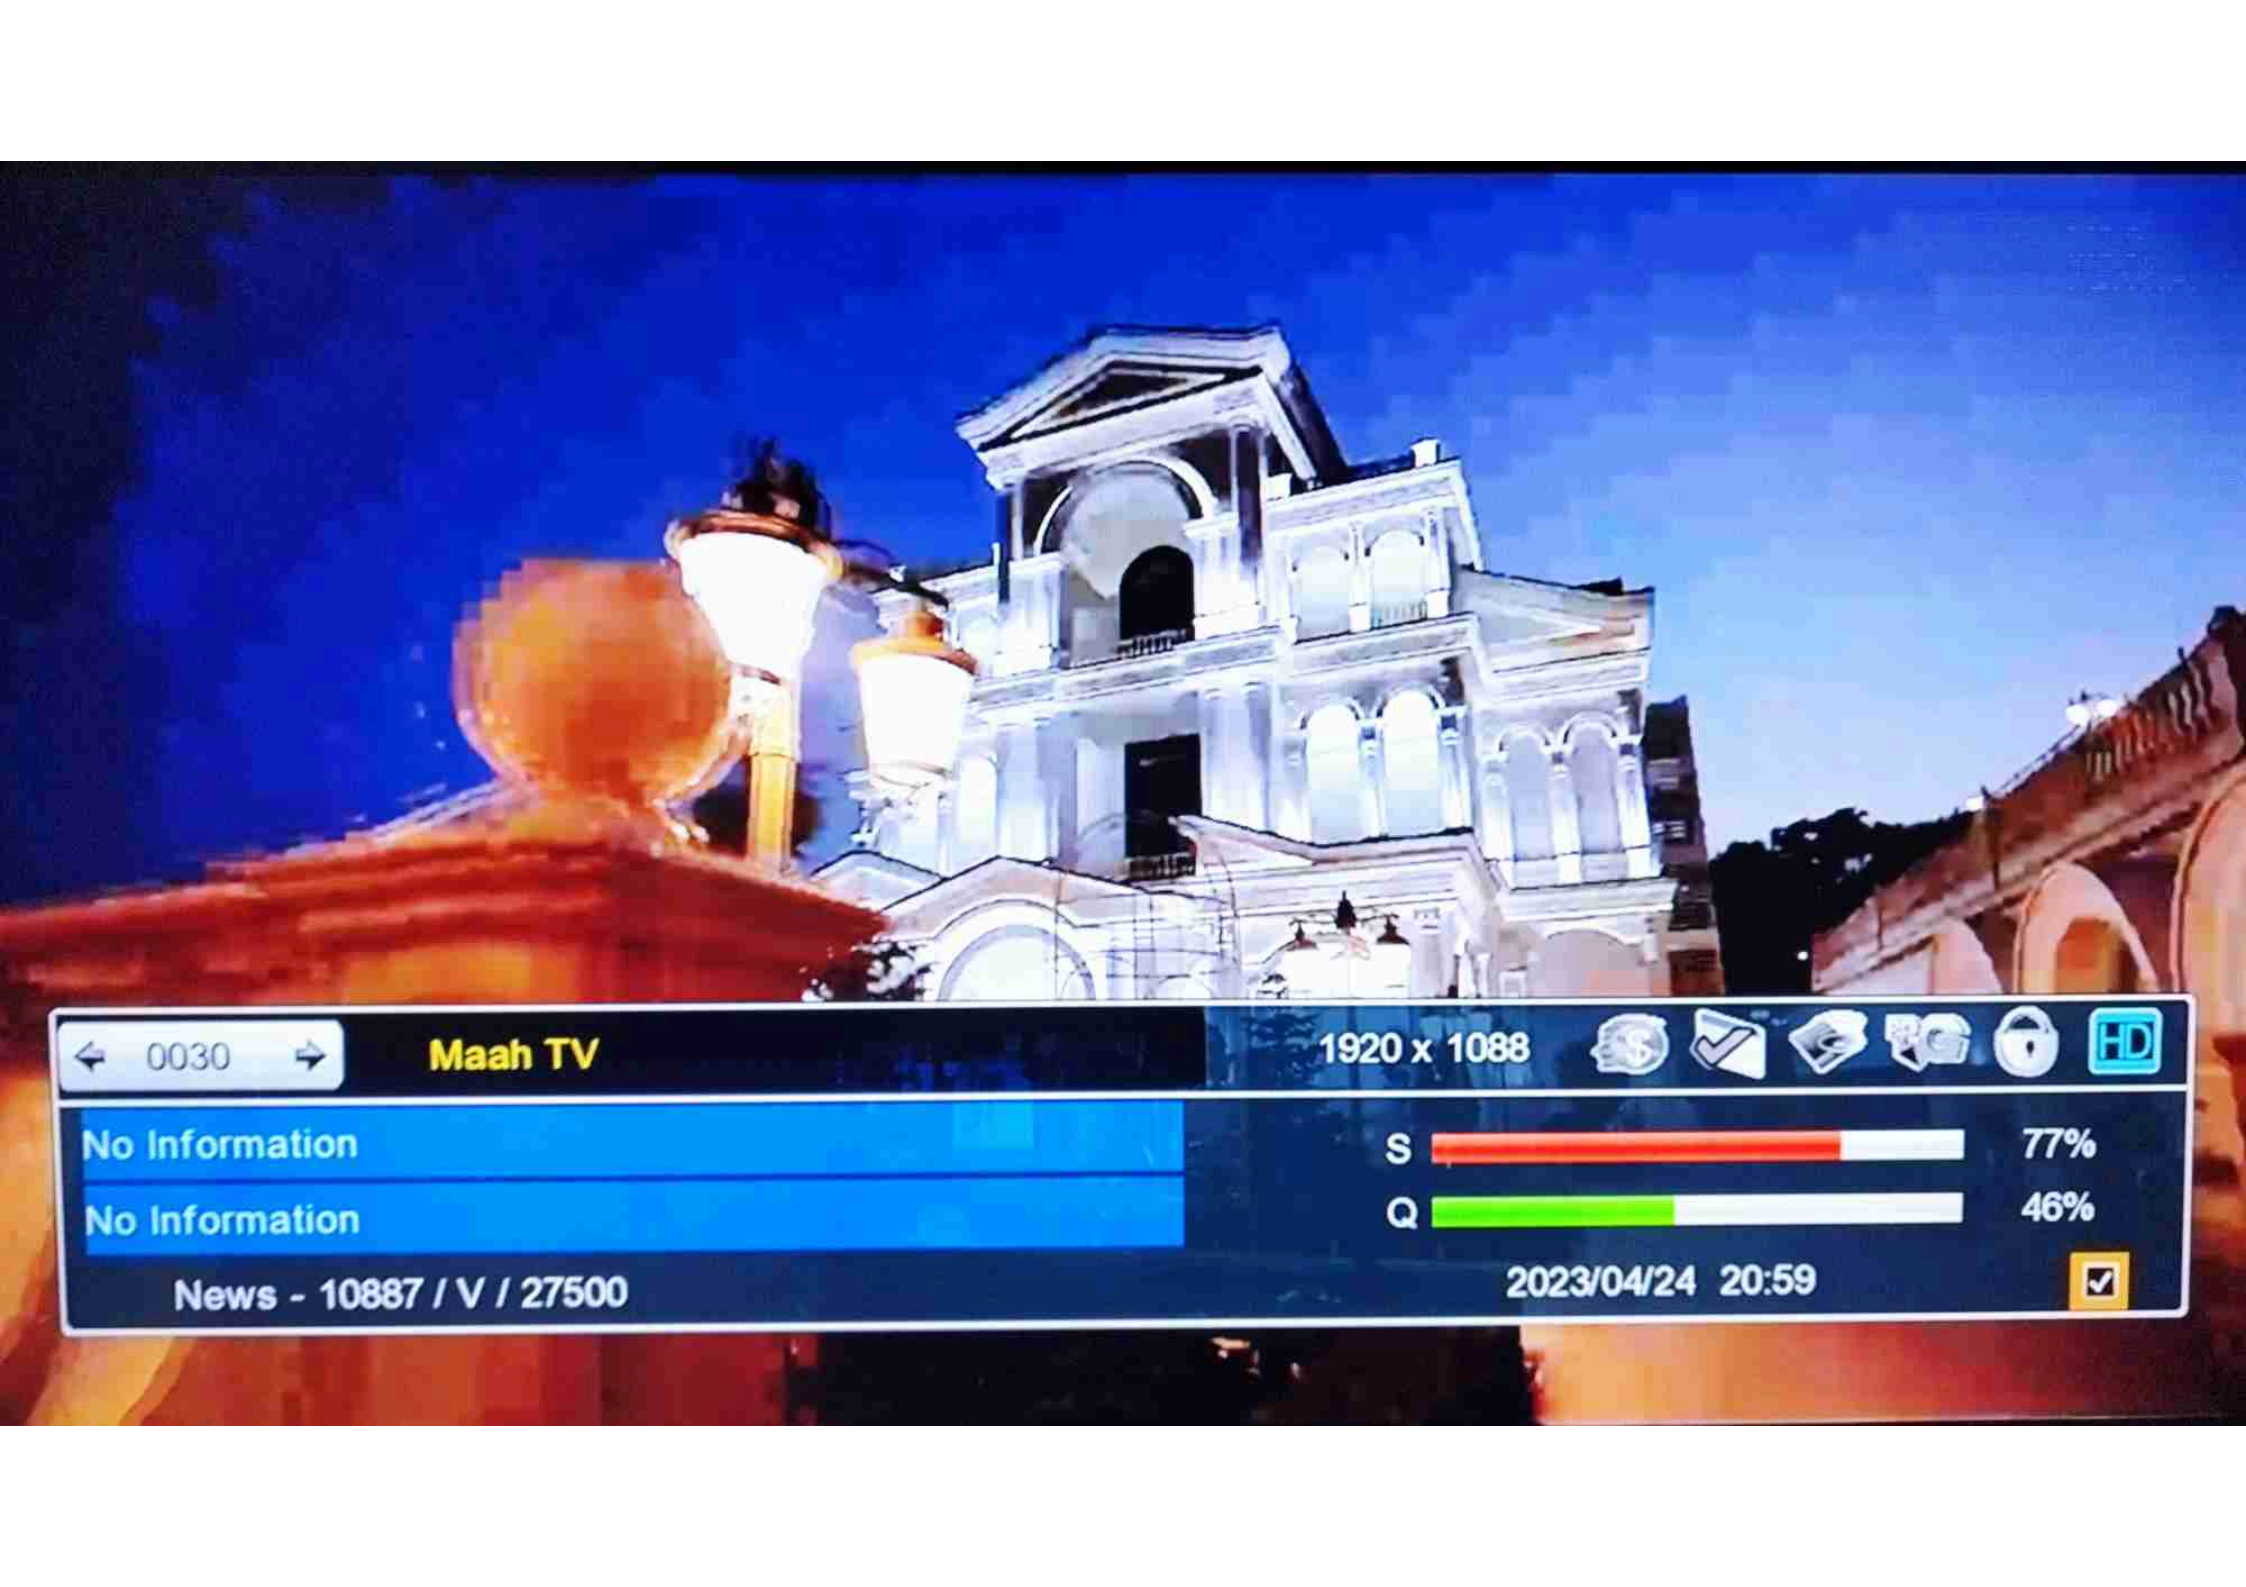 0030 Maah TV 1920 x 1088 HD
No Information
S 77%
No Information
Q 46%
News - 10887 / V / 27500 2023/04/24 20:59